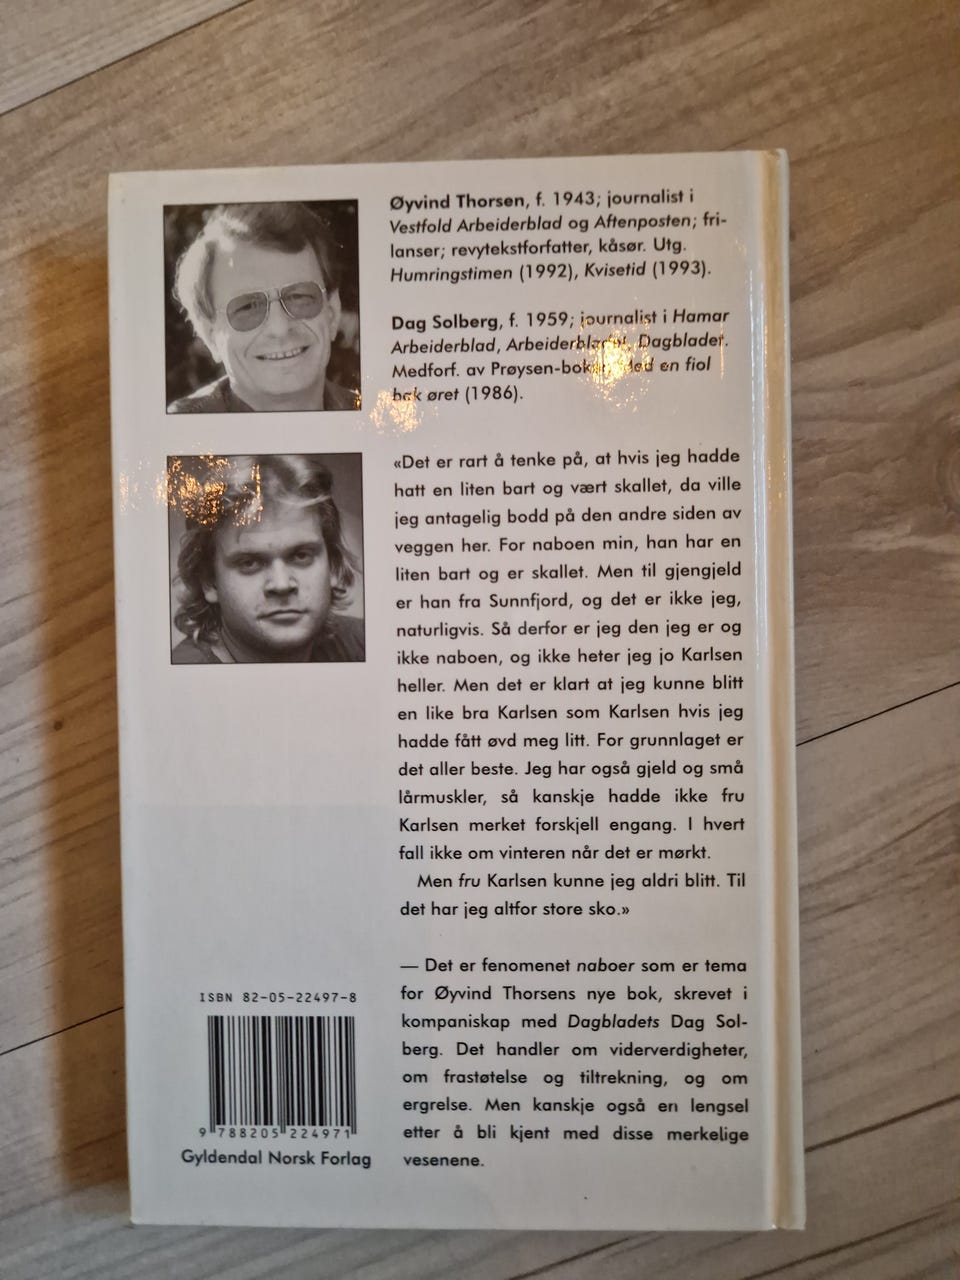 Øyvind Thorsen, f. 1943; journalist i
Vestfold Arbeiderblad og Aftenposten; fri-
lanser; revytekstforfatter, kåsør. Utg.
Humringstimen (1992), Kvisetid (1993).
Dag Solberg, f. 1959; journalist i Hamar
Arbeiderblad, Arbeiderbladet, Dagbladet.
Medforf. av Prøysen-boken Med en fiol
bak øret (1986).
«Det er rart å tenke på, at hvis jeg hadde
hatt en liten bart og vært skallet, da ville
jeg antagelig bodd på den andre siden av
veggen her. For naboen min, han har en
liten bart og er skallet. Men til gjengjeld
er han fra Sunnfjord, og det er ikke jeg,
naturligvis. Så derfor er jeg den jeg er og
ikke naboen, og ikke heter jeg jo Karlsen
heller. Men det er klart at jeg kunne blitt
en like bra Karlsen som Karlsen hvis jeg
hadde fått øvd meg litt. For grunnlaget er
det aller beste. Jeg har også gjeld og små
lårmuskler, så kanskje hadde ikke fru
Karlsen merket forskjell engang. I hvert
fall ikke om vinteren når det er mørkt.
Men fru Karlsen kunne jeg aldri blitt. Til
det har jeg altfor store sko.»
— Det er fenomenet naboer som er tema
for Øyvind Thorsens nye bok, skrevet i
kompaniskap med Dagbladets Dag Sol-
berg. Det handler om viderverdigheter,
om frastøtelse og tiltrekning, og om
ergrelse. Men kanskje også en lengsel
etter å bli kjent med disse merkelige
vesenene.
ISBN 82-05-22497-8
9 788205 224971
Gyldendal Norsk Forlag